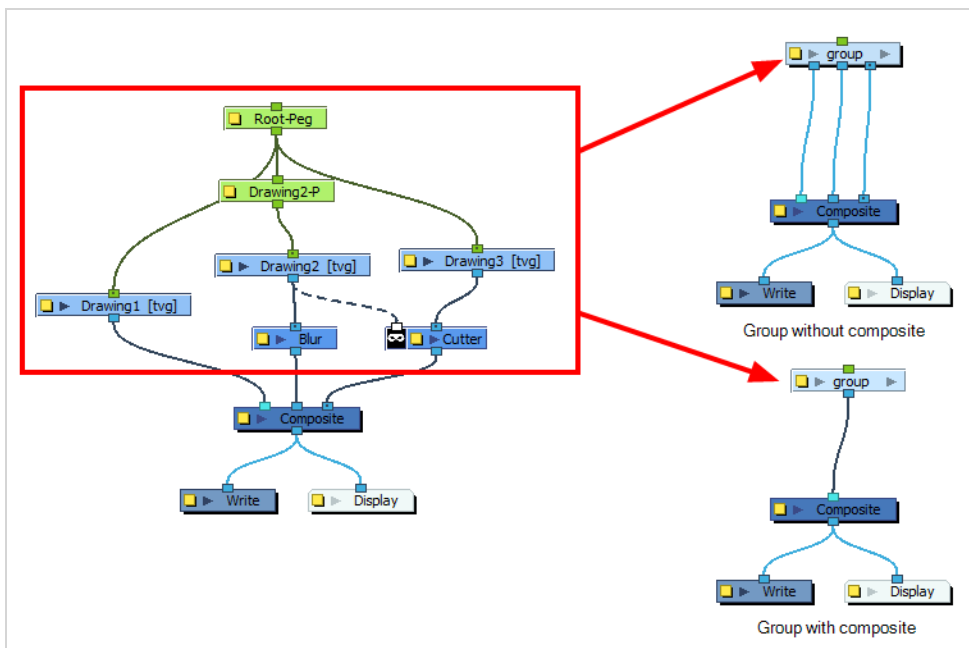 Root-Peg
Drawing2-P
Drawing2 [tvg]
Drawing3 [tvg]
Drawing1 [tvg]
Blur
Cutter
Composite
Write
Display
group
Composite
Write
Display
Group without composite
group
Composite
Write
Display
Group with composite